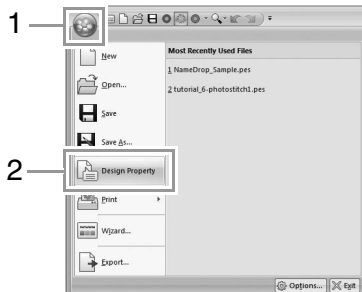 1
New
Open...
Save
Save As...
2
Design Property
Print
Wizard...
Export...
Most Recently Used Files
1 NameDrop_Sample.pes
2 tutorial_6-photostitch1.pes
Options... Exit